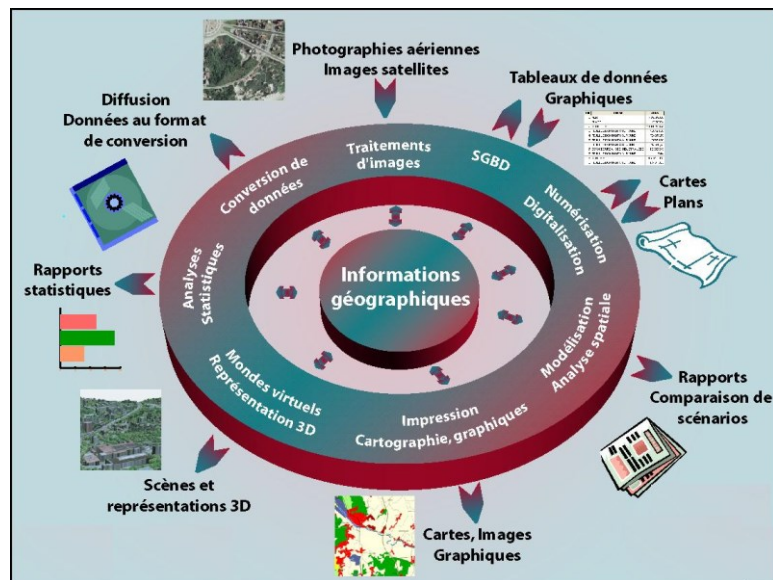 Photographies aériennes
Images satellites
Tableaux de données
Graphiques
Diffusion
Données au format
de conversion
Cartes
Plans
Rapports
statistiques
Rapports
Comparaison de
scénarios
Scènes et
représentations 3D
Cartes, Images
Graphiques
Conversion de
données
Traitements
d'images
SGBD
Numérisation
Digitalisation
Modélisation
Analyse spatiale
Impression
Cartographie, graphiques
Mondes virtuels
Représentation 3D
Analyses
Statistiques
Informations
géographiques